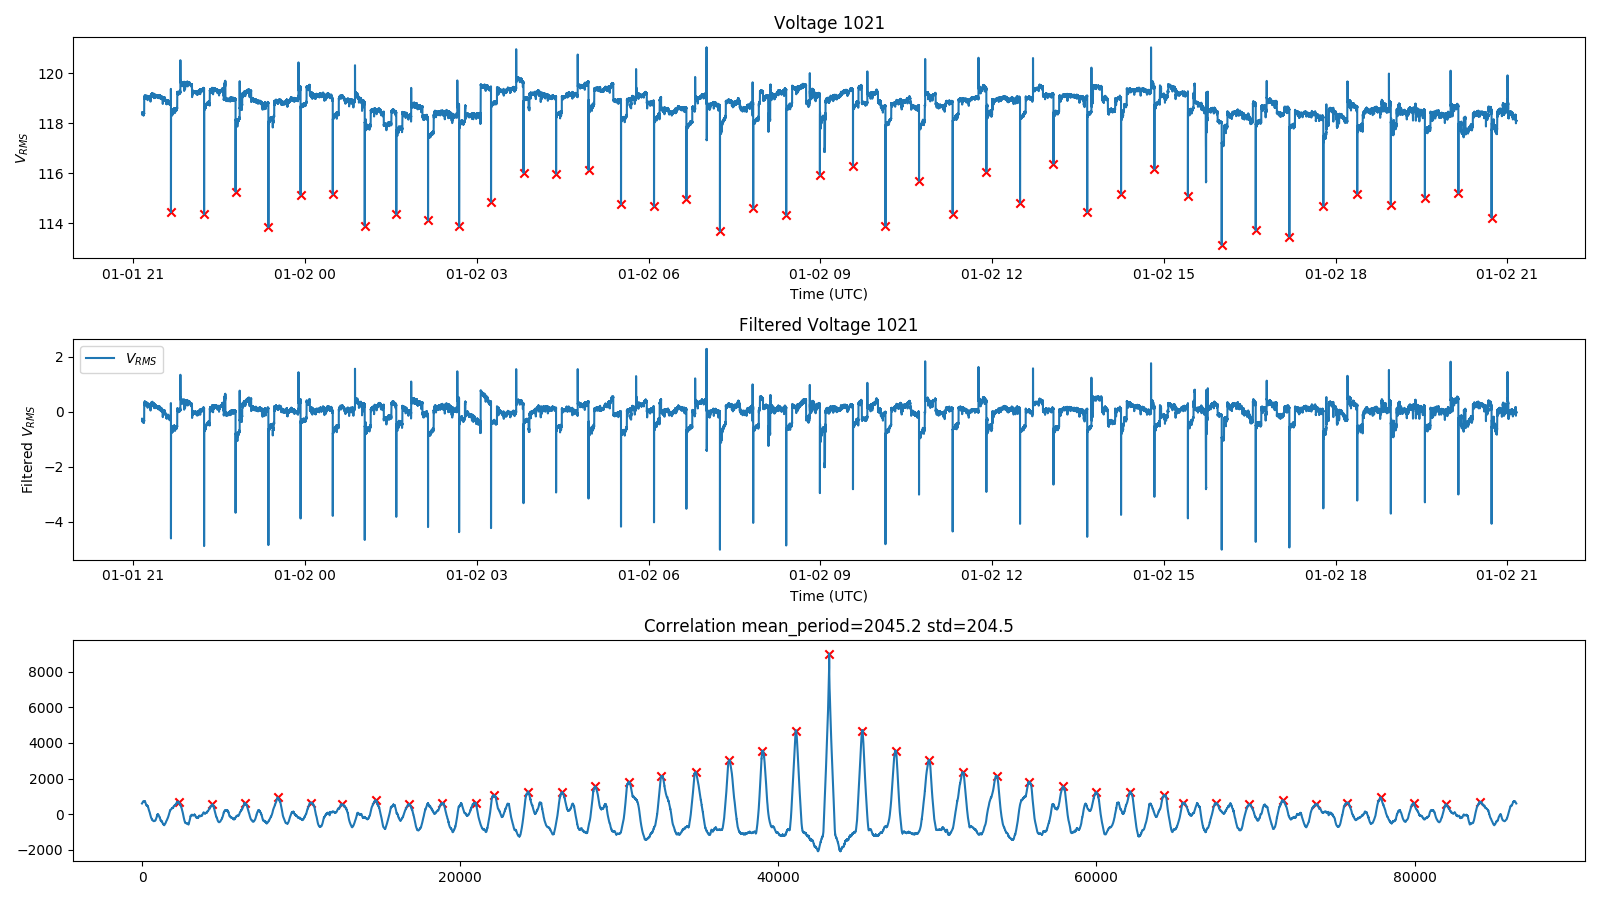 Voltage 1021
120
118
116
114
V_RMS
01-01 21 01-02 00 01-02 03 01-02 06 01-02 09 01-02 12 01-02 15 01-02 18 01-02 21
Time (UTC)
Filtered Voltage 1021
V_RMS
2
0
−2
−4
Filtered V_RMS
01-01 21 01-02 00 01-02 03 01-02 06 01-02 09 01-02 12 01-02 15 01-02 18 01-02 21
Time (UTC)
Correlation mean_period=2045.2 std=204.5
8000
6000
4000
2000
0
−2000
0 20000 40000 60000 80000